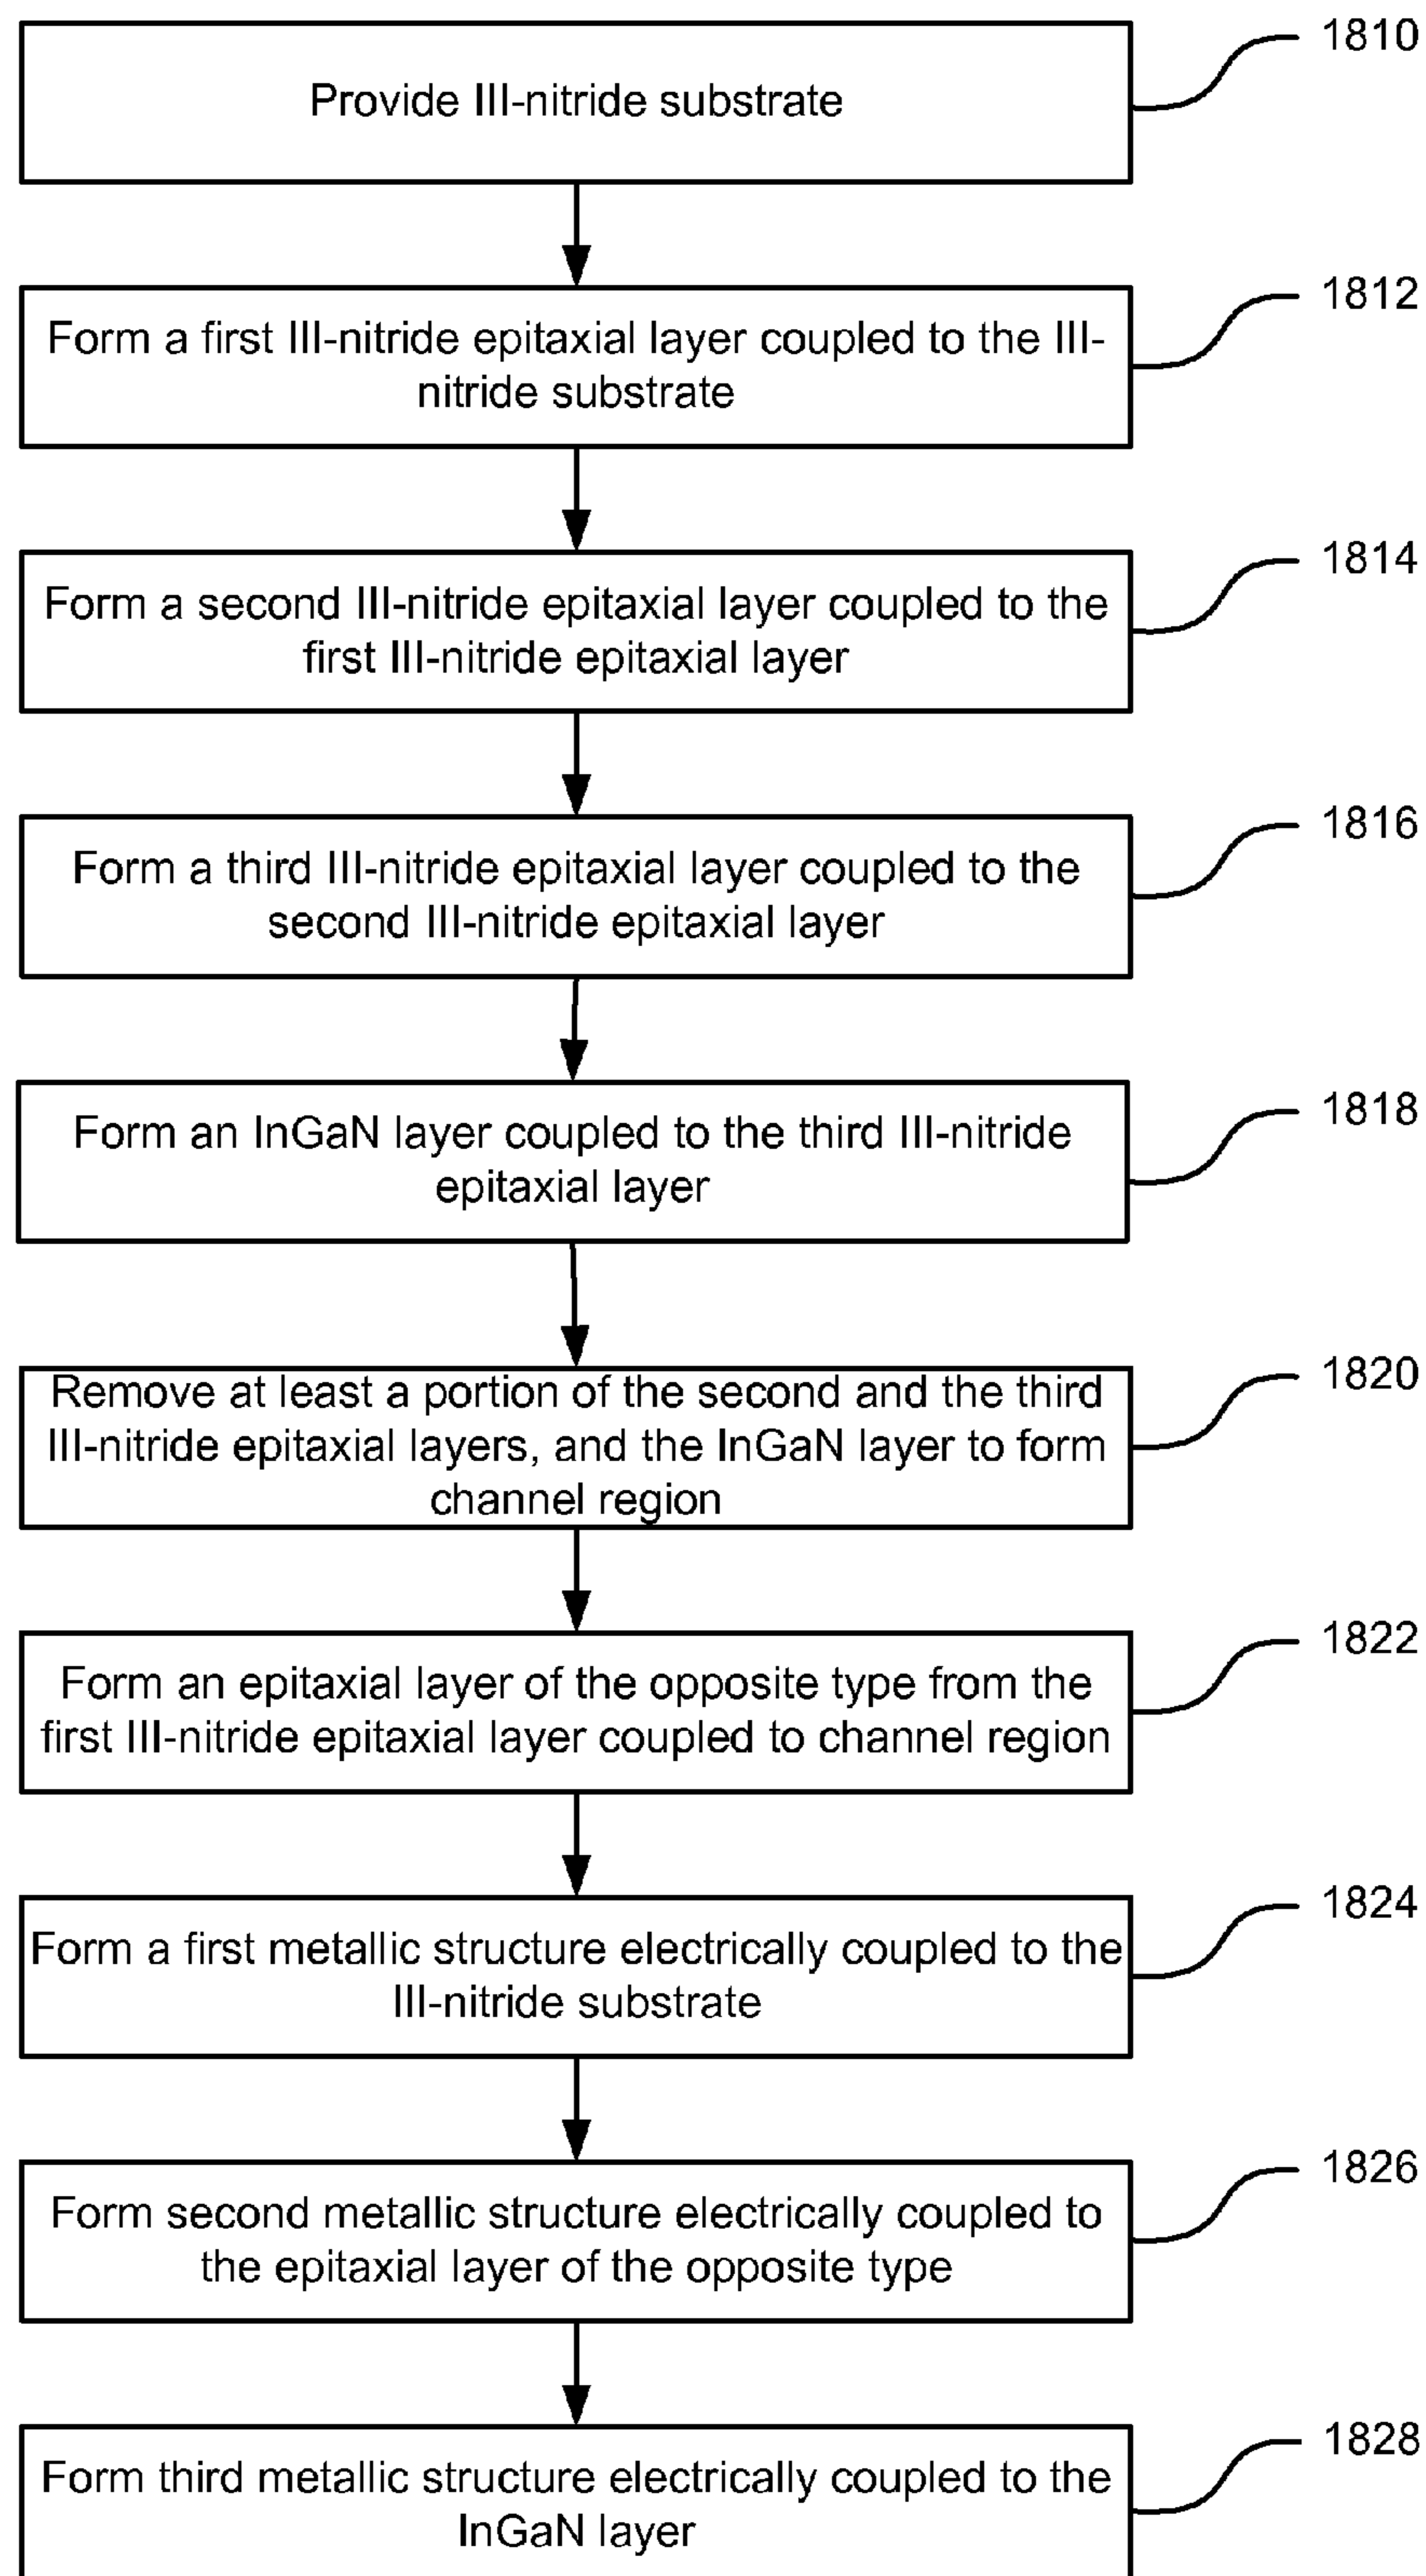 1810
Provide III-nitride substrate
1812
Form a first III-nitride epitaxial layer coupled to the III-
nitride substrate
1814
Form a second III-nitride epitaxial layer coupled to the
first III-nitride epitaxial layer
1816
Form a third III-nitride epitaxial layer coupled to the
second III-nitride epitaxial layer
1818
Form an InGaN layer coupled to the third III-nitride
epitaxial layer
1820
Remove at least a portion of the second and the third
III-nitride epitaxial layers, and the InGaN layer to form
channel region
1822
Form an epitaxial layer of the opposite type from the
first III-nitride epitaxial layer coupled to channel region
1824
Form a first metallic structure electrically coupled to the
III-nitride substrate
1826
Form second metallic structure electrically coupled to
the epitaxial layer of the opposite type
1828
Form third metallic structure electrically coupled to the
InGaN layer